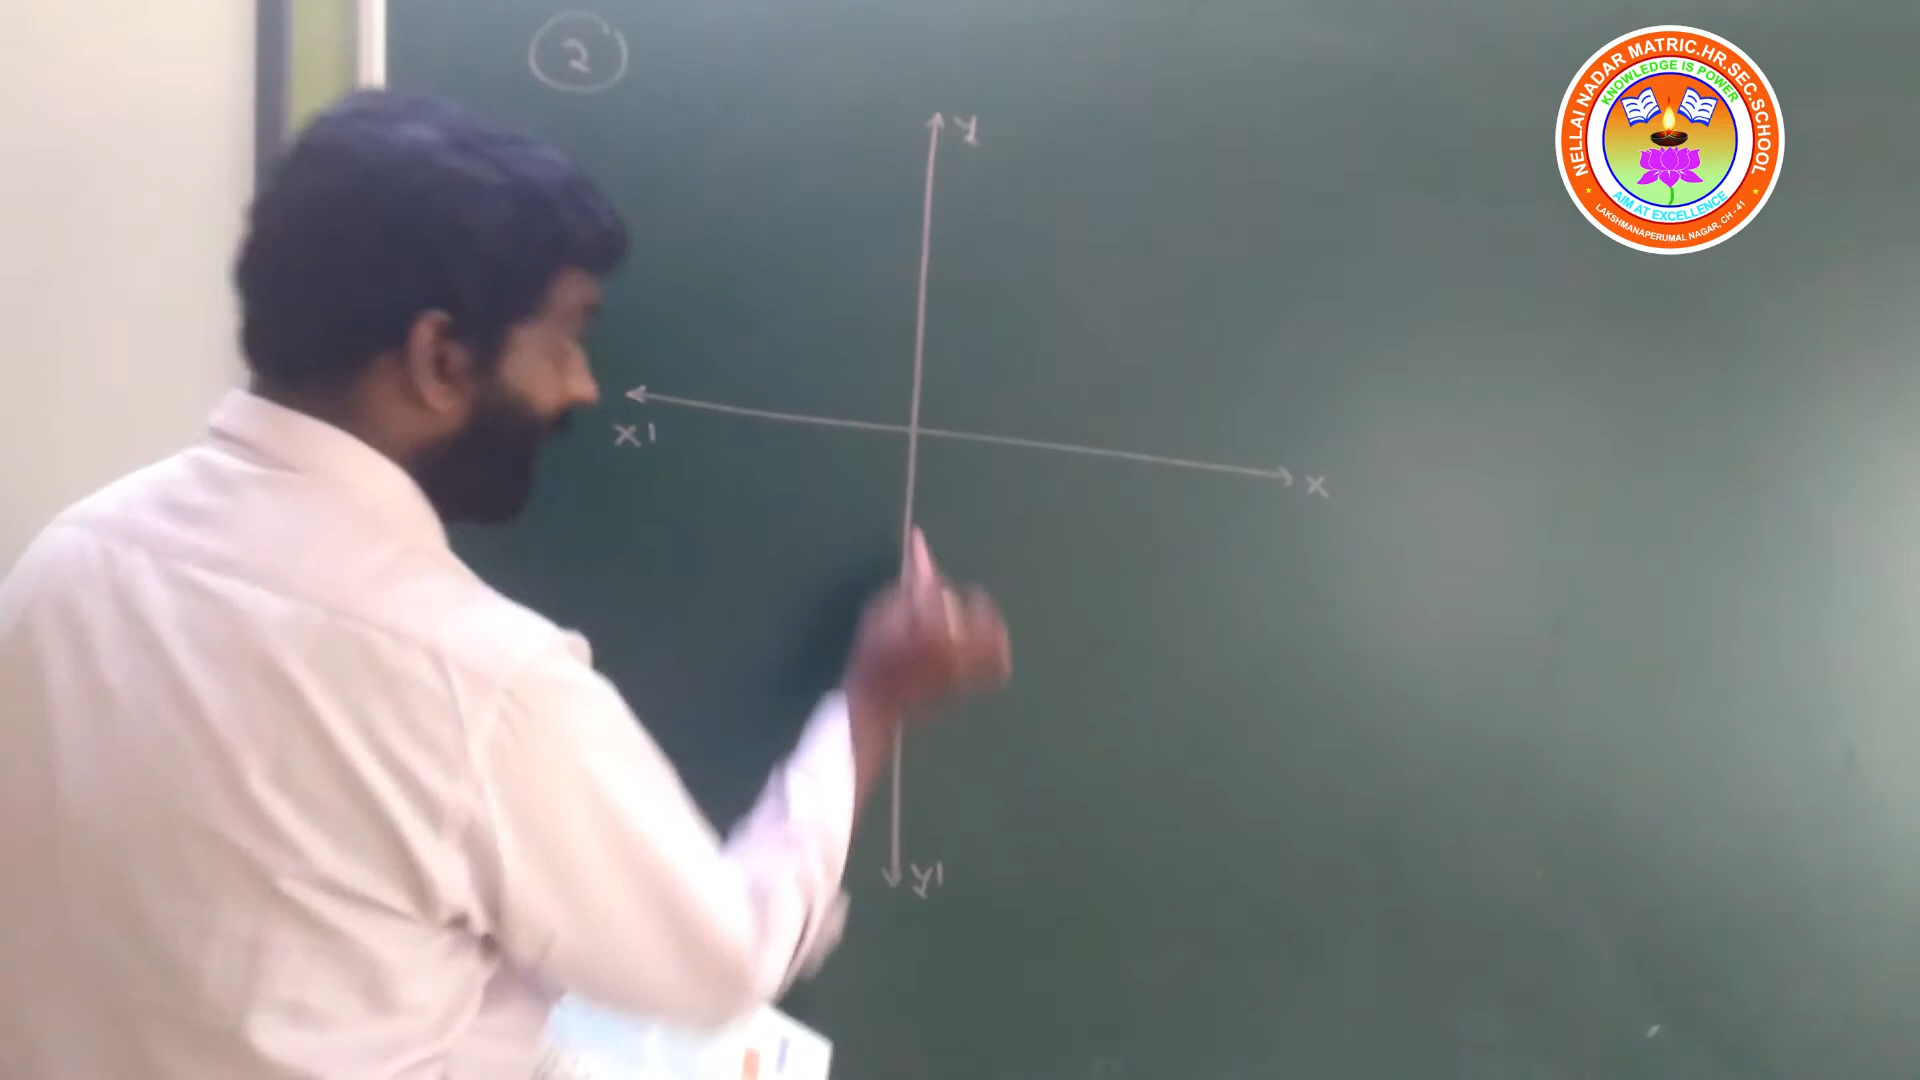 2
y
x'
x
y'
NELLAI NADAR MATRIC.HR.SEC.SCHOOL
KNOWLEDGE IS POWER
AIM AT EXCELLENCE
LAKSHMANAPERUMAL NAGAR, CH - 41